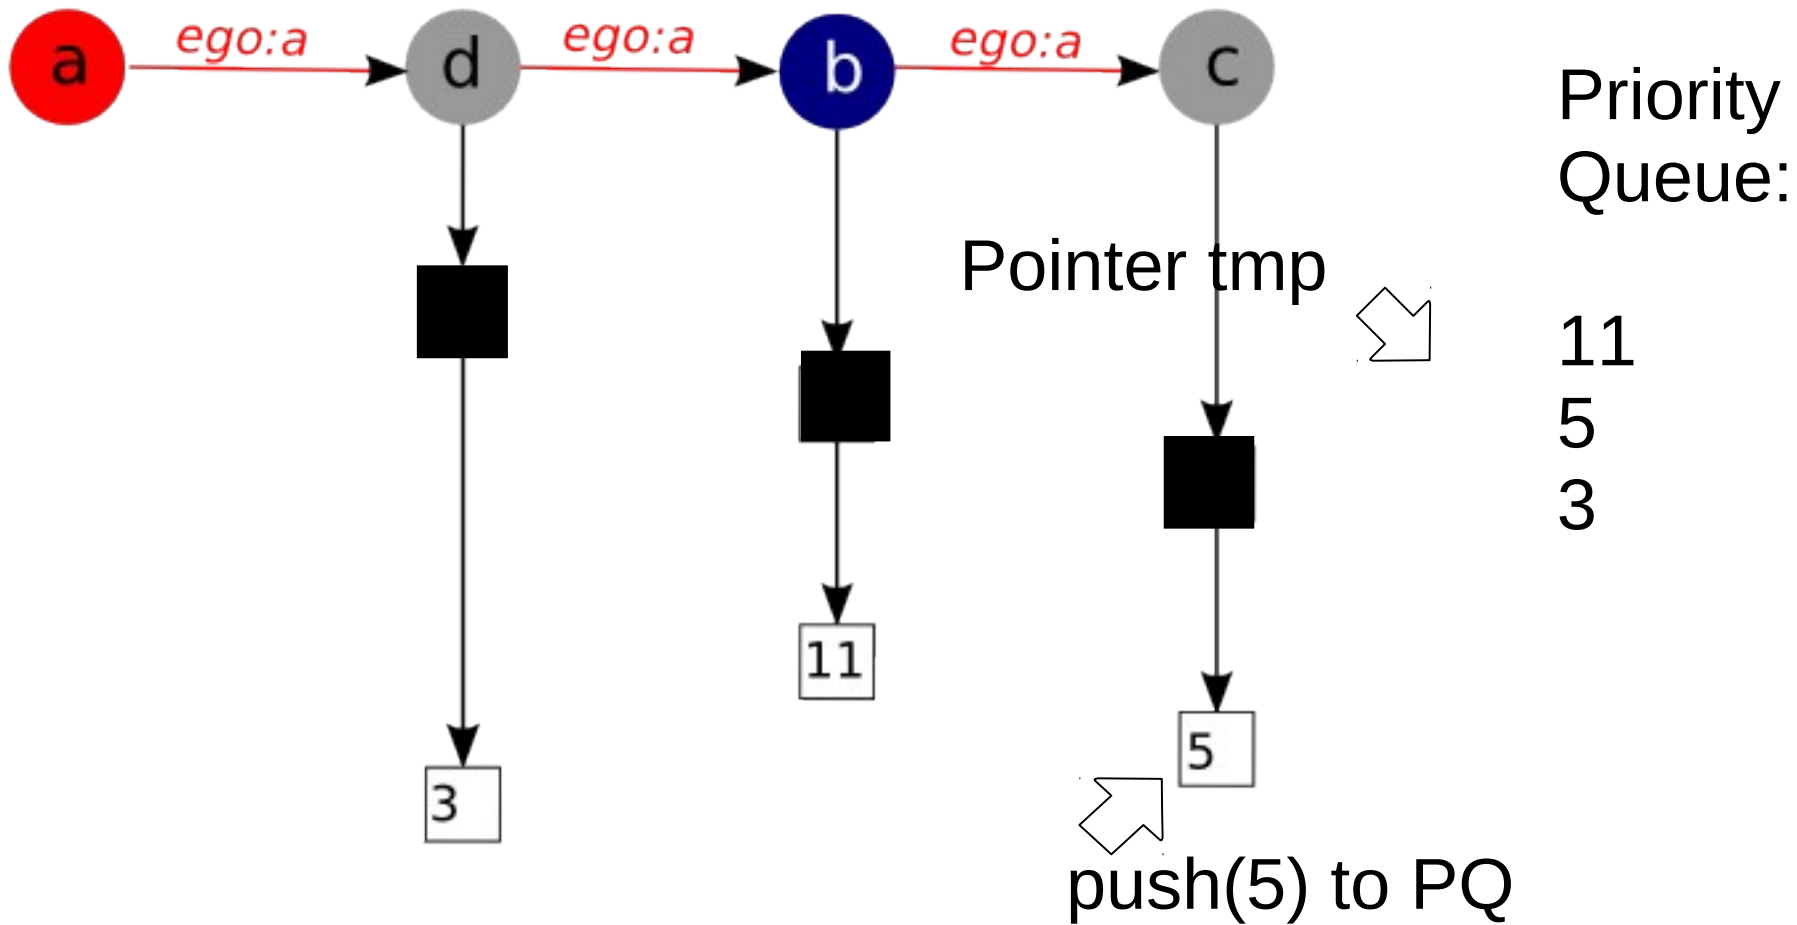 a
ego:a
d
ego:a
b
ego:a
c
Priority
Queue:
Pointer tmp
11
5
3
11
5
3
push(5) to PQ